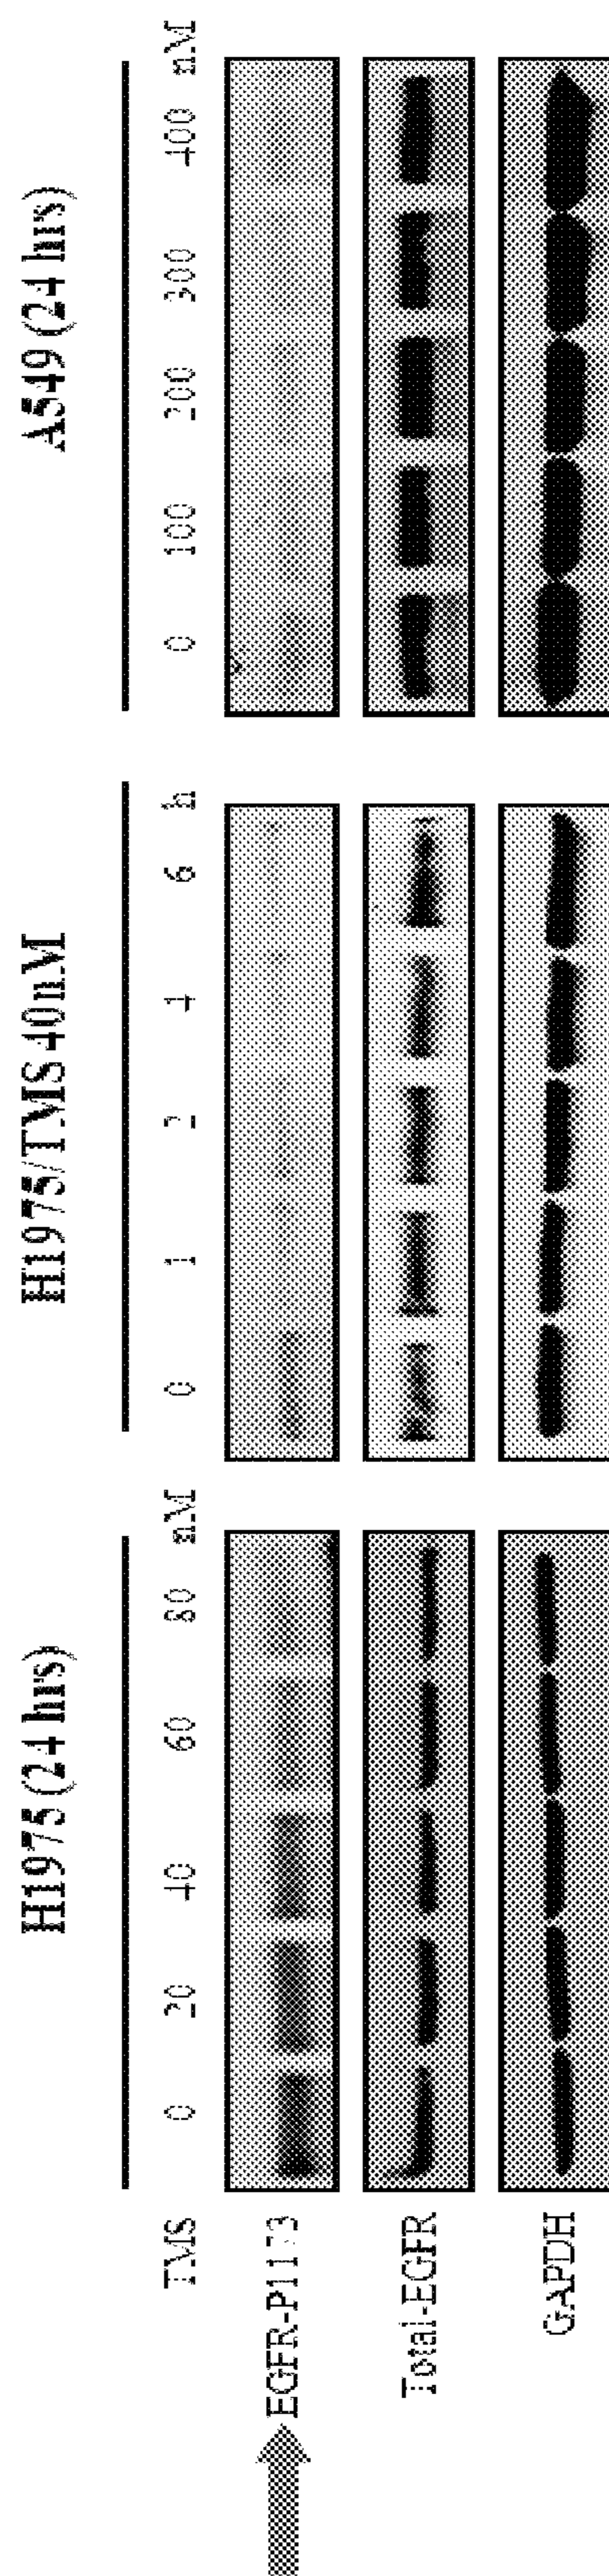 H1975 (24 hrs) H1975/TMS 40nM A549 (24 hrs)
TMS 0 20 40 60 80 nM 0 1 2 4 6 h 0 100 200 300 400 nM
EGFR-P1173
Total-EGFR
GAPDH